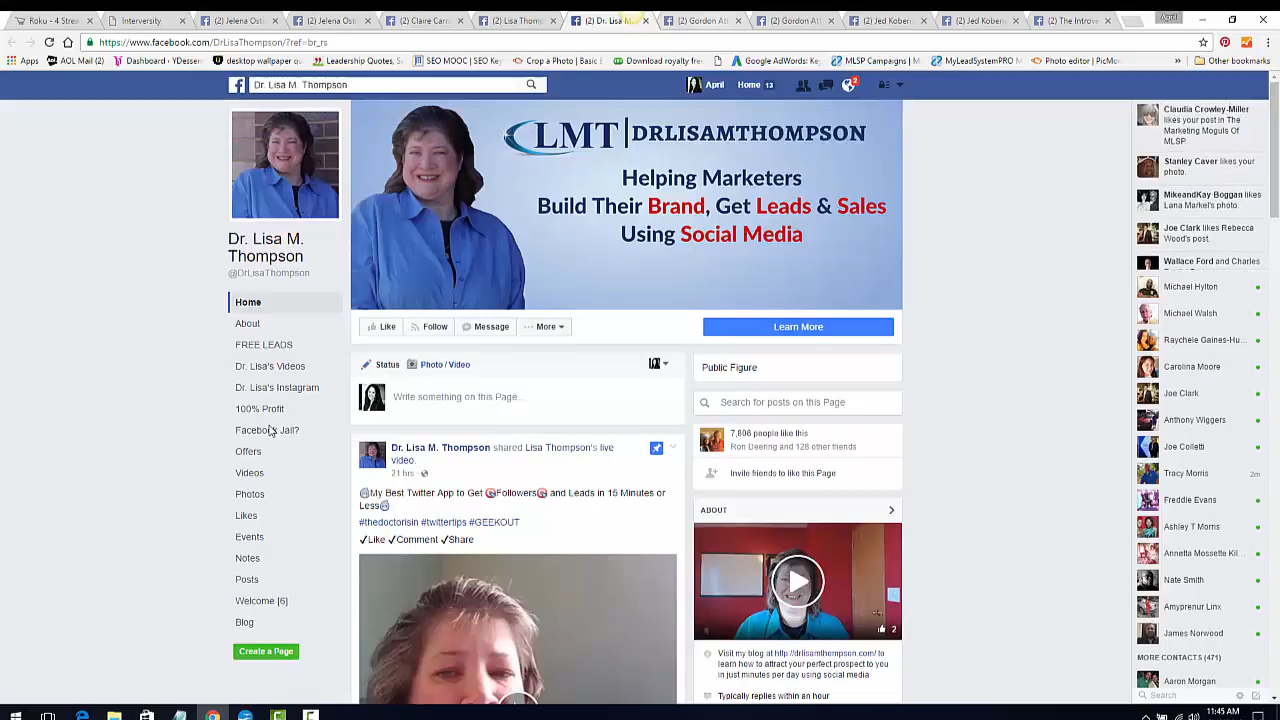 Roku - 4 Strea
Interversity
(2) Jelena Ost
(2) Jelena Ost
(2) Claire Carr
(2) Lisa Thomp
(2) Dr. Lisa M.
(2) Gordon At
(2) Gordon At
(2) Jed Kober
(2) Jed Kobern
(2) The Introv
April
https://www.facebook.com/DrLisaThompson/?ref=br_rs
Apps
AOL Mail (2)
Dashboard ‹ YDesser
desktop wallpaper qu
Leadership Quotes, S
SEO MOOC | SEO Key
Crop a Photo | Basic E
Download royalty free
Google AdWords: Key
MLSP Campaigns | M
MyLeadSystemPRO M
Photo editor | PicMon
»
Other bookmarks
Dr. Lisa M. Thompson
April
Home 13
2
LMT | DRLISAMTHOMPSON
Helping Marketers
Build Their Brand, Get Leads & Sales
Using Social Media
Dr. Lisa M.
Thompson
@DrLisaThompson
Home
About
FREE LEADS
Dr. Lisa's Videos
Dr. Lisa's Instagram
100% Profit
Facebook Jail?
Offers
Videos
Photos
Likes
Events
Notes
Posts
Welcome [6]
Blog
Create a Page
Like
Follow
Message
··· More
Learn More
Status
Photo / Video
Write something on this Page...
Dr. Lisa M. Thompson shared Lisa Thompson's live
video.
21 hrs ·
My Best Twitter App to Get Followers and Leads in 15 Minutes or
Less
#thedoctorisin #twittertips #GEEKOUT
✓Like ✓Comment ✓Share
Public Figure
Search for posts on this Page
7,806 people like this
Ron Deering and 128 other friends
Invite friends to like this Page
ABOUT
2
Visit my blog at http://drlisamthompson.com/ to
learn how to attract your perfect prospect to you
in just minutes per day using social media
Typically replies within an hour
Claudia Crowley-Miller
likes your post in The
Marketing Moguls Of
MLSP.
Stanley Caver likes your
photo.
MikeandKay Boggan likes
Lana Markel's photo.
Joe Clark likes Rebecca
Wood's post.
Wallace Ford and Charles
Michael Hylton
Michael Walsh
Raychele Gaines-Hu...
Carolina Moore
Joe Clark
Anthony Wiggers
Joe Colletti
Tracy Morris 2m
Freddie Evans
Ashley T Morris
Annetta Mossette Kil...
Nate Smith
Amyprenur Linx
James Norwood
MORE CONTACTS (471)
Aaron Morgan
Search
11:45 AM